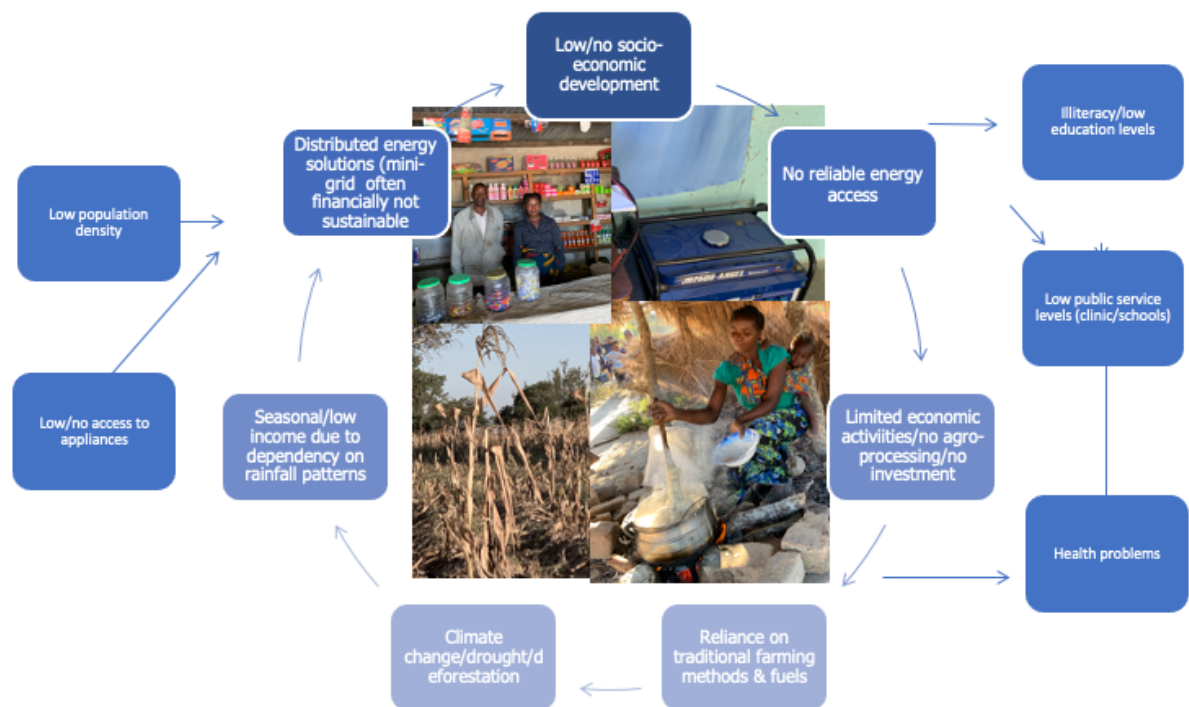 Low/no socio-
economic
development
Distributed energy
solutions (mini-
grid often
financially not
sustainable
No reliable energy
access
Illiteracy/low
education levels
Low population
density
Low public service
levels (clinic/schools)
Low/no access to
appliances
Seasonal/low
income due to
dependency on
rainfall patterns
Limited economic
activiities/no agro-
processing/no
investment
Health problems
Climate
change/drought/d
eforestation
Reliance on
traditional farming
methods & fuels